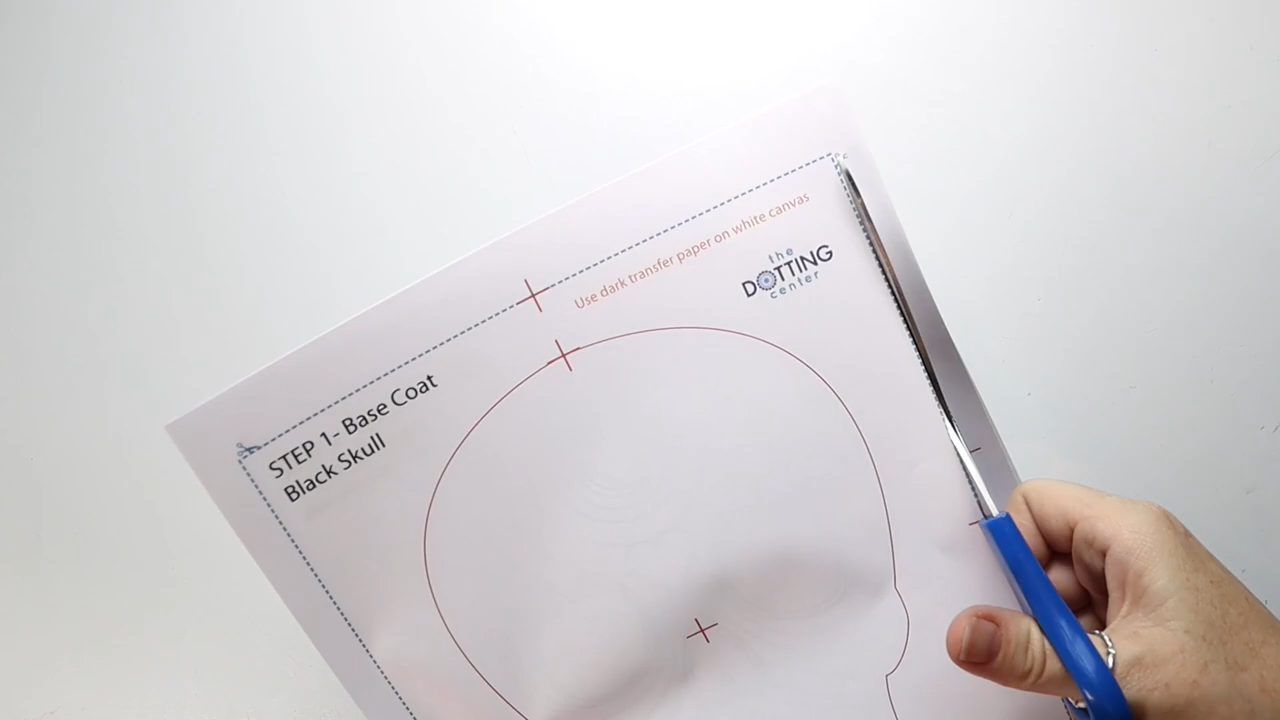 Use dark transfer paper on white canvas
the
DOTTING
center
STEP 1- Base Coat
Black Skull